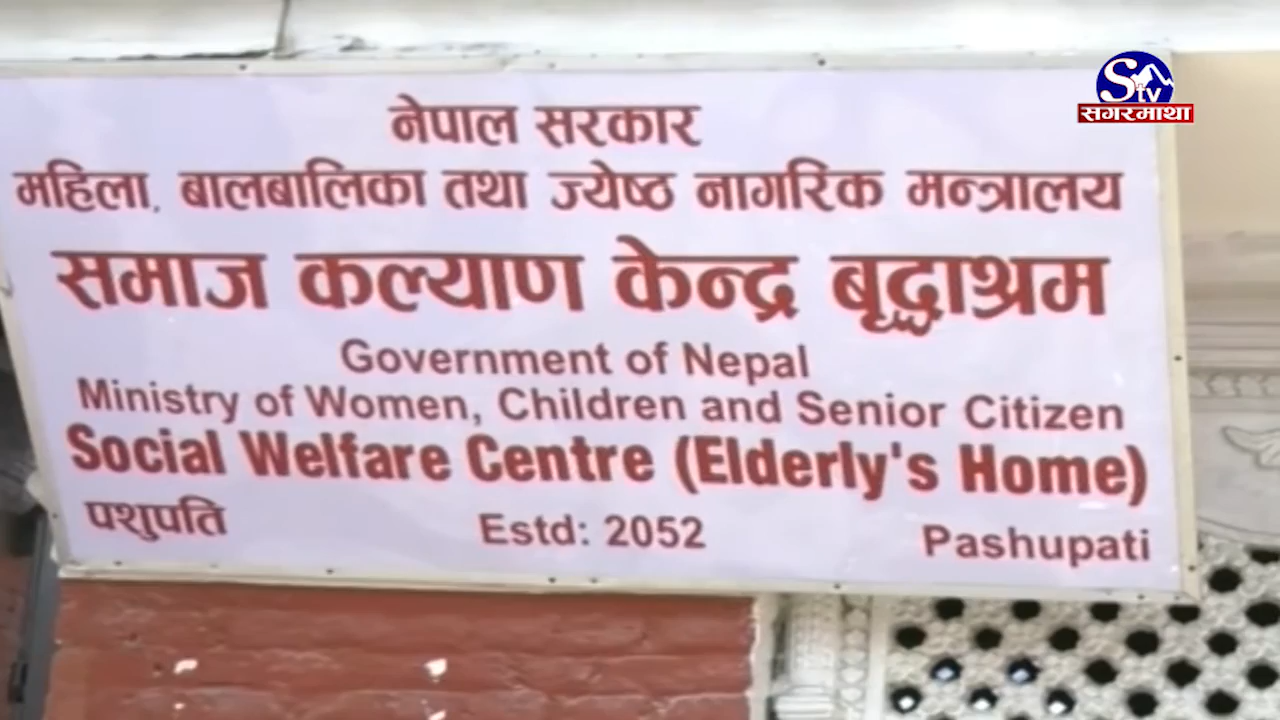 S
tv
सगरमाथा
नेपाल सरकार
महिला, बालबालिका तथा ज्येष्ठ नागरिक मन्त्रालय
समाज कल्याण केन्द्र बृद्धाश्रम
Government of Nepal
Ministry of Women, Children and Senior Citizen
Social Welfare Centre (Elderly's Home)
पशुपति Estd: 2052 Pashupati